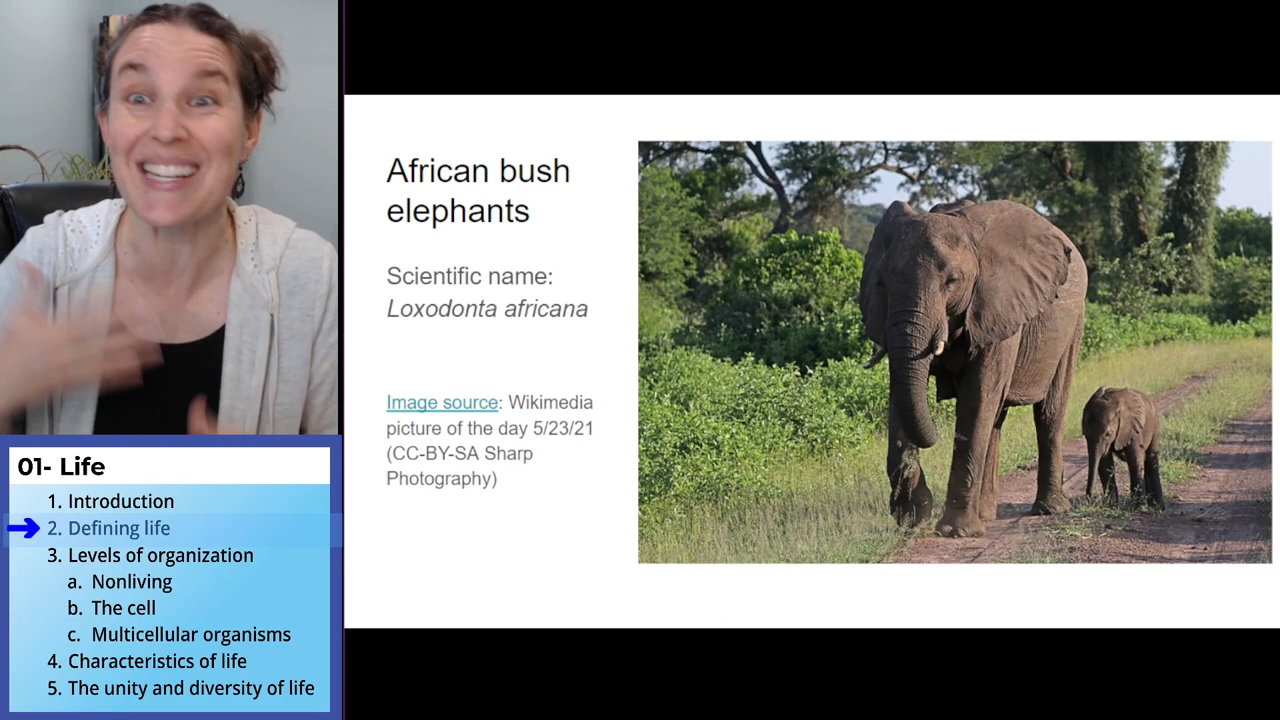 African bush
elephants
Scientific name:
Loxodonta africana
Image source: Wikimedia
picture of the day 5/23/21
(CC-BY-SA Sharp
Photography)
01- Life
1. Introduction
2. Defining life
3. Levels of organization
a. Nonliving
b. The cell
c. Multicellular organisms
4. Characteristics of life
5. The unity and diversity of life